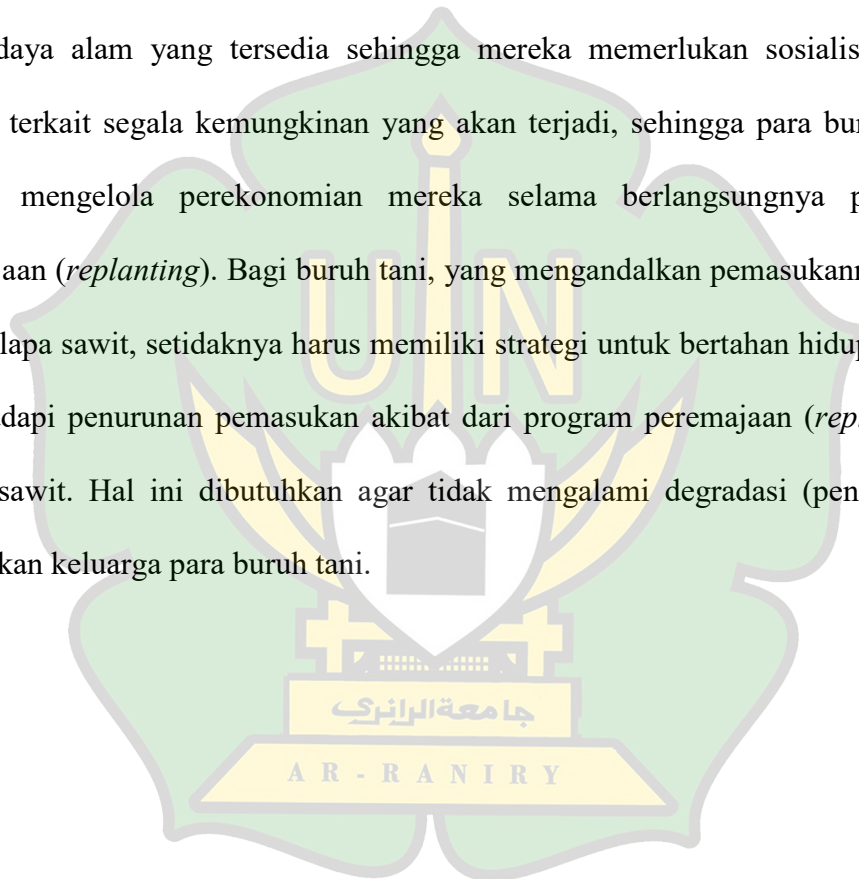 daya alam yang tersedia sehingga mereka memerlukan sosialis
terkait segala kemungkinan yang akan terjadi, sehingga para bur
mengelola perekonomian mereka selama berlangsungnya p
jaan (replanting). Bagi buruh tani, yang mengandalkan pemasukann
lapa sawit, setidaknya harus memiliki strategi untuk bertahan hidup
dapi penurunan pemasukan akibat dari program peremajaan (rep
sawit. Hal ini dibutuhkan agar tidak mengalami degradasi (pen
kan keluarga para buruh tani.
UIN
جامعة الرانري
AR-RANIRY